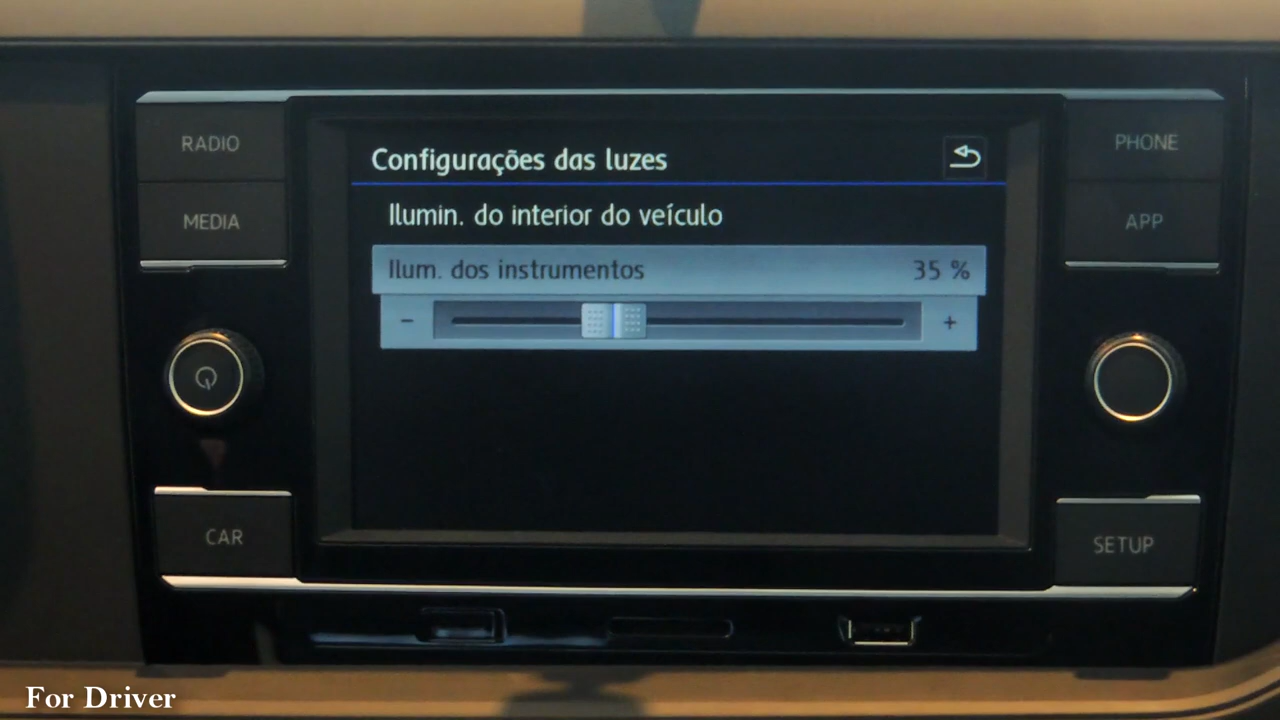 RADIO
MEDIA
CAR
Configurações das luzes
Ilumin. do interior do veículo
Ilum. dos instrumentos 35 %
- +
PHONE
APP
SETUP
For Driver